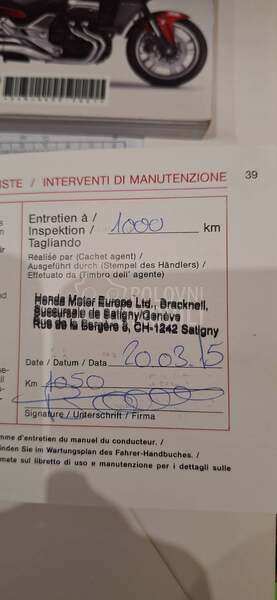 ISTE / INTERVENTI DI MANUTENZIONE 39
Entretien à /
Inspektion / 1000 km
Tagliando
Réalisé par (Cachet agent) /
Ausgeführt durch (Stempel des Händlers) /
Effetuato da (Timbro dell' agente)
Honda Motor Europe Ltd., Bracknell,
Succursale de Satigny/Genève
Rue de la Bergère 5, CH-1242 Satigny
Date / Datum / Data 20.03.15
Km 1050
Signature / Unterschrift / Firma
mme d'entretien du manuel du conducteur. /
inden Sie im Wartungsplan des Fahrer-Handbuches. /
mate sul libretto di uso e manutenzione per i dettagli sulle